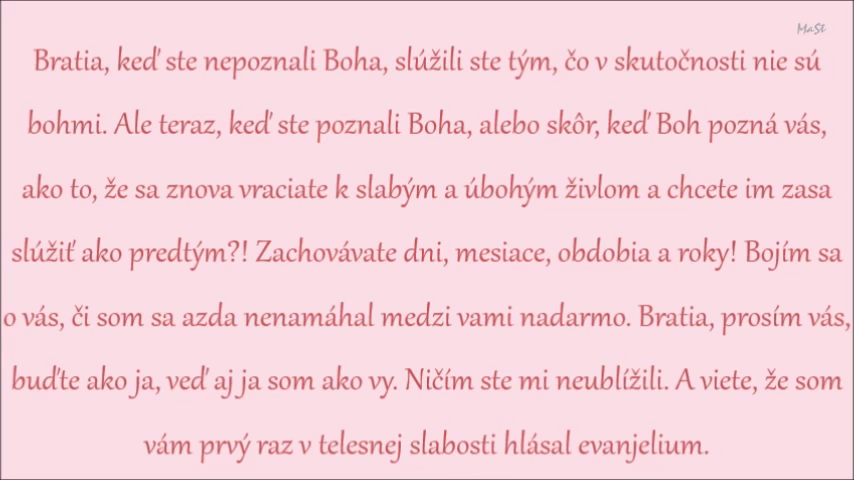 MaSt
Bratia, keď ste nepoznali Boha, slúžili ste tým, čo v skutočnosti nie sú
bohmi. Ale teraz, keď ste poznali Boha, alebo skôr, keď Boh pozná vás,
ako to, že sa znova vraciate k slabým a úbohým živlom a chcete im zasa
slúžiť ako predtým?! Zachovávate dni, mesiace, obdobia a roky! Bojím sa
o vás, či som sa azda nenamáhal medzi vami nadarmo. Bratia, prosím vás,
buďte ako ja, veď aj ja som ako vy. Ničím ste mi neublížili. A viete, že som
vám prvý raz v telesnej slabosti hlásal evanjelium.